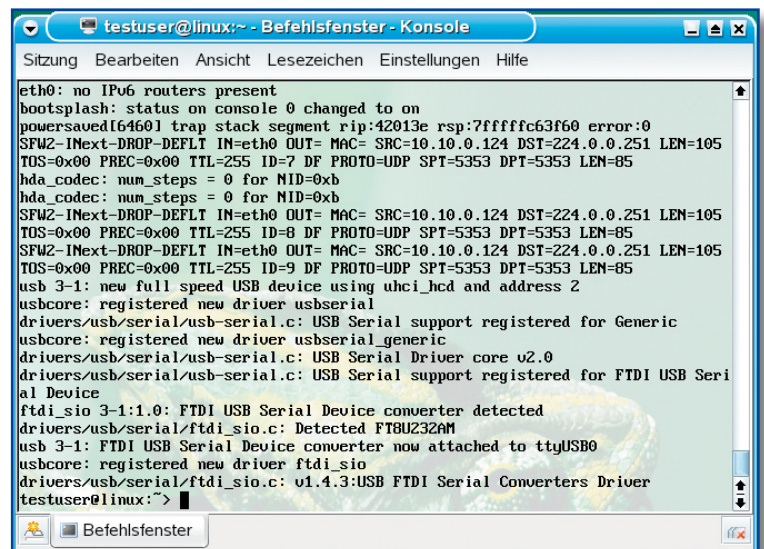 testuser@linux:~ - Befehlsfenster - Konsole
Sitzung Bearbeiten Ansicht Lesezeichen Einstellungen Hilfe
eth0: no IPv6 routers present
bootsplash: status on console 0 changed to on
powersaved[6460] trap stack segment rip:42013e rsp:7fffffc63f60 error:0
SFW2-INext-DROP-DEFLT IN=eth0 OUT= MAC= SRC=10.10.0.124 DST=224.0.0.251 LEN=105
TOS=0x00 PREC=0x00 TTL=255 ID=7 DF PROTO=UDP SPT=5353 DPT=5353 LEN=85
hda_codec: num_steps = 0 for NID=0xb
hda_codec: num_steps = 0 for NID=0xb
SFW2-INext-DROP-DEFLT IN=eth0 OUT= MAC= SRC=10.10.0.124 DST=224.0.0.251 LEN=105
TOS=0x00 PREC=0x00 TTL=255 ID=8 DF PROTO=UDP SPT=5353 DPT=5353 LEN=85
SFW2-INext-DROP-DEFLT IN=eth0 OUT= MAC= SRC=10.10.0.124 DST=224.0.0.251 LEN=105
TOS=0x00 PREC=0x00 TTL=255 ID=9 DF PROTO=UDP SPT=5353 DPT=5353 LEN=85
usb 3-1: new full speed USB device using uhci_hcd and address 2
usbcore: registered new driver usbserial
drivers/usb/serial/usb-serial.c: USB Serial support registered for Generic
usbcore: registered new driver usbserial_generic
drivers/usb/serial/usb-serial.c: USB Serial Driver core v2.0
drivers/usb/serial/usb-serial.c: USB Serial support registered for FTDI USB Seri
al Device
ftdi_sio 3-1:1.0: FTDI USB Serial Device converter detected
drivers/usb/serial/ftdi_sio.c: Detected FT8U232AM
usb 3-1: FTDI USB Serial Device converter now attached to ttyUSB0
usbcore: registered new driver ftdi_sio
drivers/usb/serial/ftdi_sio.c: v1.4.3:USB FTDI Serial Converters Driver
testuser@linux:~>
Befehlsfenster